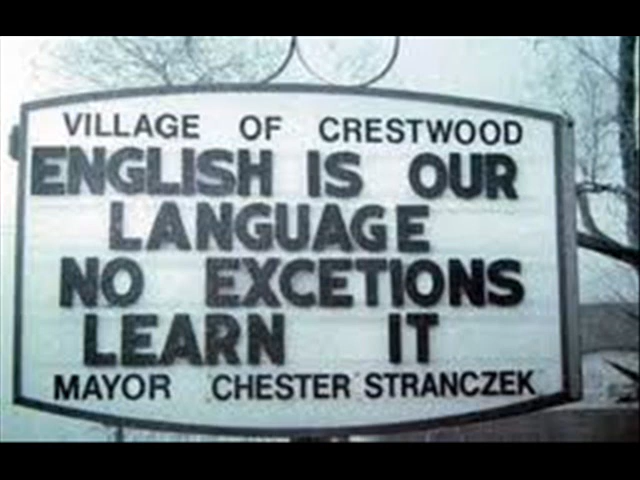 VILLAGE OF CRESTWOOD
ENGLISH IS OUR
LANGUAGE
NO EXCETIONS
LEARN IT
MAYOR CHESTER STRANCZEK